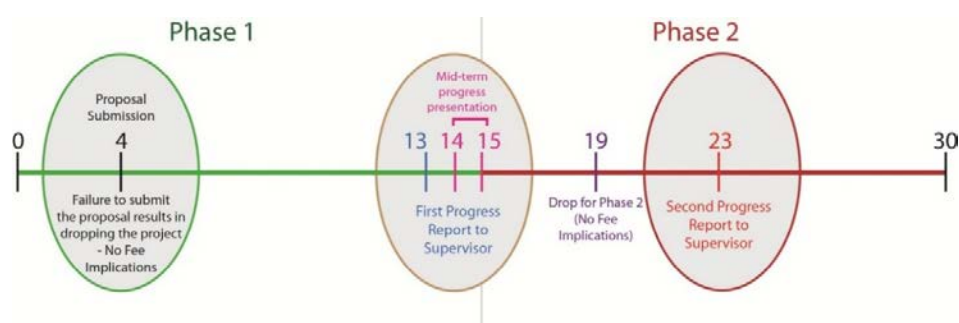 Phase 1
Phase 2
Proposal
Submission
Mid-term
progress
presentation
0
4
13
14
15
19
23
30
Failure to submit
the proposal results in
dropping the project
- No Fee
Implications
First Progress
Report to
Supervisor
Drop for Phase 2
(No Fee
Implications)
Second Progress
Report to
Supervisor